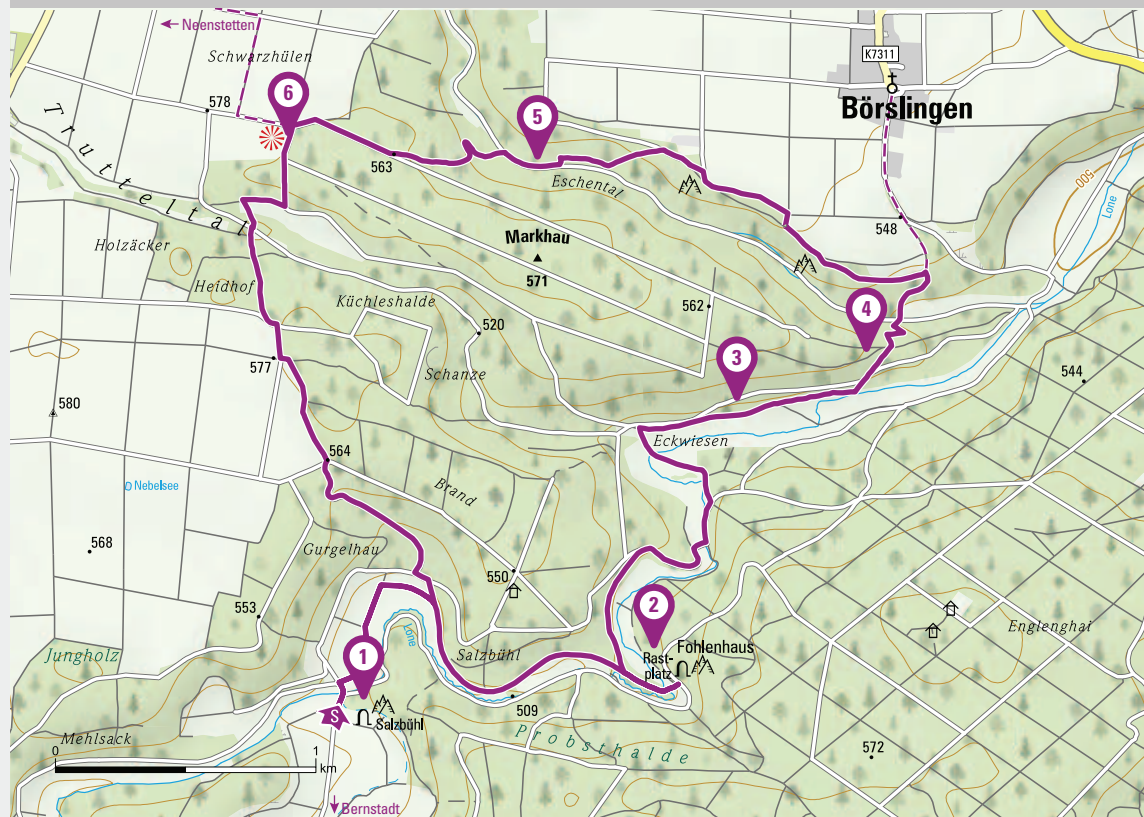 ← Neenstetten
Schwarzhülen
K7311
Börslingen
6
578
5
563
Trutteltal
Eschental
500
Lone
548
Holzäcker
Markhau
571
Heidhof
Küchleshalde
562
4
520
3
577
Schanze
544
580
Eckwiesen
564
Nebelsee
Brand
568
Gurgelhau
550
2
553
Lone
Englenghai
Jungholz
1
Salzbühl
Rast-
platz
Fohlenhaus
509
S
Salzbühl
Mehlsack
Probsthalde
572
0
1
km
↓ Bernstadt